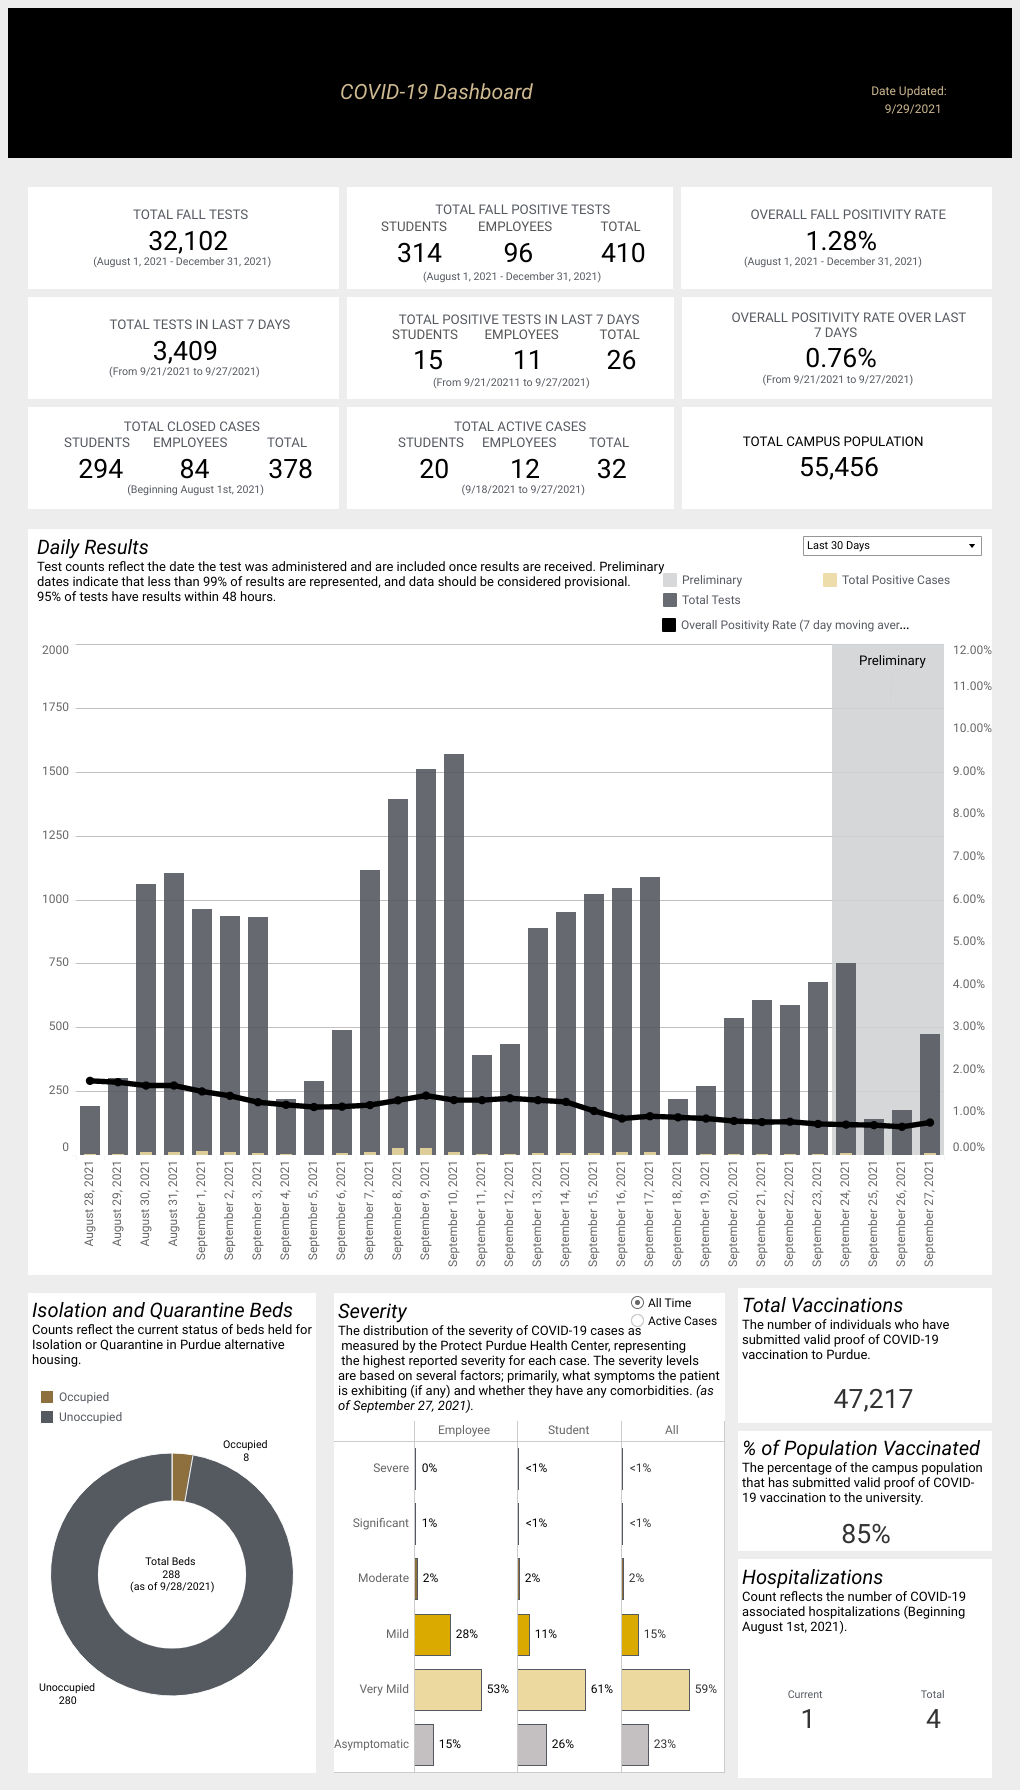 COVID-19 Dashboard
Date Updated:
9/29/2021
TOTAL FALL TESTS
32,102
(August 1, 2021 - December 31, 2021)
TOTAL FALL POSITIVE TESTS
STUDENTS EMPLOYEES TOTAL
314 96 410
(August 1, 2021 - December 31, 2021)
OVERALL FALL POSITIVITY RATE
1.28%
(August 1, 2021 - December 31, 2021)
TOTAL TESTS IN LAST 7 DAYS
3,409
(From 9/21/2021 to 9/27/2021)
TOTAL POSITIVE TESTS IN LAST 7 DAYS
STUDENTS EMPLOYEES TOTAL
15 11 26
(From 9/21/20211 to 9/27/2021)
OVERALL POSITIVITY RATE OVER LAST
7 DAYS
0.76%
(From 9/21/2021 to 9/27/2021)
TOTAL CLOSED CASES
STUDENTS EMPLOYEES TOTAL
294 84 378
(Beginning August 1st, 2021)
TOTAL ACTIVE CASES
STUDENTS EMPLOYEES TOTAL
20 12 32
(9/18/2021 to 9/27/2021)
TOTAL CAMPUS POPULATION
55,456
Daily Results
Test counts reflect the date the test was administered and are included once results are received. Preliminary
dates indicate that less than 99% of results are represented, and data should be considered provisional.
95% of tests have results within 48 hours.
Last 30 Days
Preliminary
Total Positive Cases
Total Tests
Overall Positivity Rate (7 day moving aver...
Preliminary
2000
1750
1500
1250
1000
750
500
250
0
12.00%
11.00%
10.00%
9.00%
8.00%
7.00%
6.00%
5.00%
4.00%
3.00%
2.00%
1.00%
0.00%
August 28, 2021
August 29, 2021
August 30, 2021
August 31, 2021
September 1, 2021
September 2, 2021
September 3, 2021
September 4, 2021
September 5, 2021
September 6, 2021
September 7, 2021
September 8, 2021
September 9, 2021
September 10, 2021
September 11, 2021
September 12, 2021
September 13, 2021
September 14, 2021
September 15, 2021
September 16, 2021
September 17, 2021
September 18, 2021
September 19, 2021
September 20, 2021
September 21, 2021
September 22, 2021
September 23, 2021
September 24, 2021
September 25, 2021
September 26, 2021
September 27, 2021
Isolation and Quarantine Beds
Counts reflect the current status of beds held for
Isolation or Quarantine in Purdue alternative
housing.
Occupied
Unoccupied
Occupied
8
Total Beds
288
(as of 9/28/2021)
Unoccupied
280
Severity
All Time
Active Cases
The distribution of the severity of COVID-19 cases as
measured by the Protect Purdue Health Center, representing
the highest reported severity for each case. The severity levels
are based on several factors; primarily, what symptoms the patient
is exhibiting (if any) and whether they have any comorbidities. (as
of September 27, 2021).
Employee Student All
Severe 0% <1% <1%
Significant 1% <1% <1%
Moderate 2% 2% 2%
Mild 28% 11% 15%
Very Mild 53% 61% 59%
Asymptomatic 15% 26% 23%
Total Vaccinations
The number of individuals who have
submitted valid proof of COVID-19
vaccination to Purdue.
47,217
% of Population Vaccinated
The percentage of the campus population
that has submitted valid proof of COVID-
19 vaccination to the university.
85%
Hospitalizations
Count reflects the number of COVID-19
associated hospitalizations (Beginning
August 1st, 2021).
Current Total
1 4